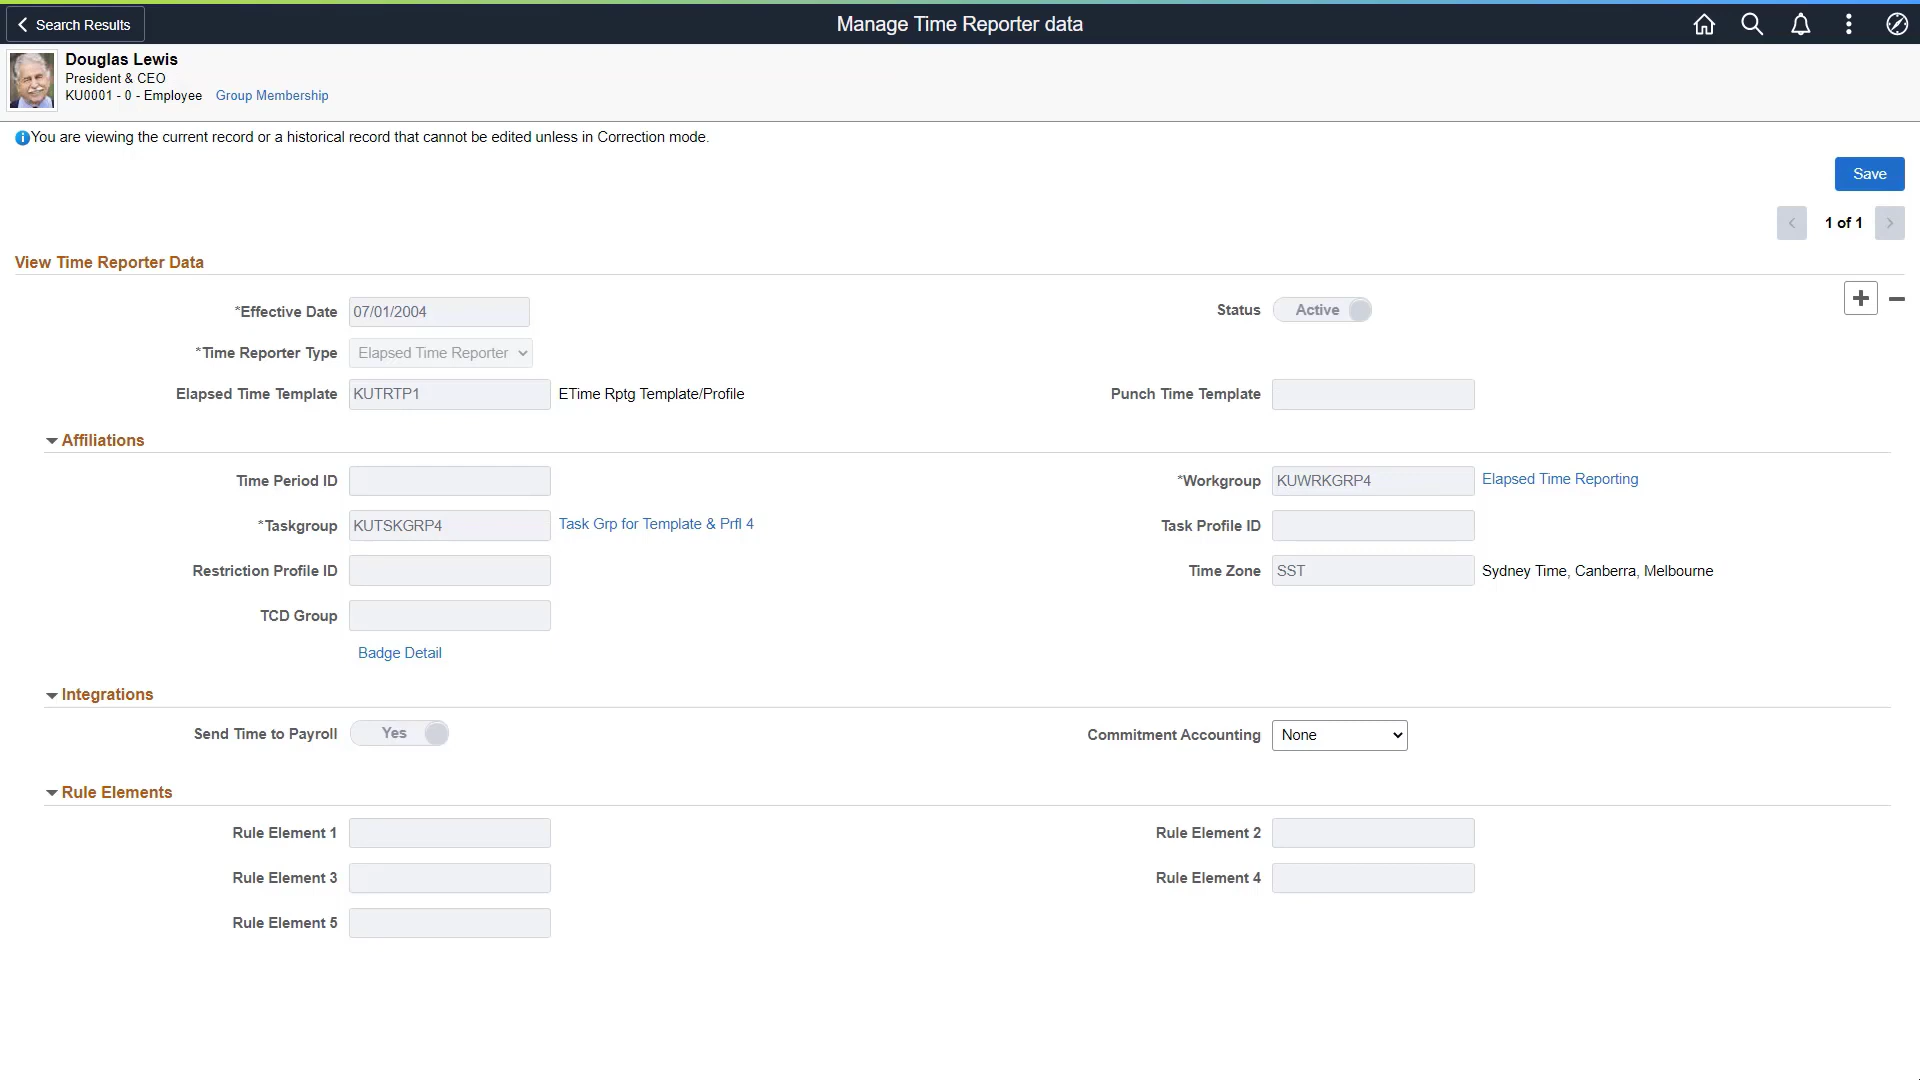 Search Results
Manage Time Reporter data
Douglas Lewis
President & CEO
KU0001 - 0 - Employee Group Membership
You are viewing the current record or a historical record that cannot be edited unless in Correction mode.
Save
1 of 1
View Time Reporter Data
*Effective Date 07/01/2004 Status Active
*Time Reporter Type Elapsed Time Reporter
Elapsed Time Template KUTRTP1 ETime Rptg Template/Profile Punch Time Template
Affiliations
Time Period ID *Workgroup KUWRKGRP4 Elapsed Time Reporting
*Taskgroup KUTSKGRP4 Task Grp for Template & Prfl 4 Task Profile ID
Restriction Profile ID Time Zone SST Sydney Time, Canberra, Melbourne
TCD Group
Badge Detail
Integrations
Send Time to Payroll Yes Commitment Accounting None
Rule Elements
Rule Element 1 Rule Element 2
Rule Element 3 Rule Element 4
Rule Element 5